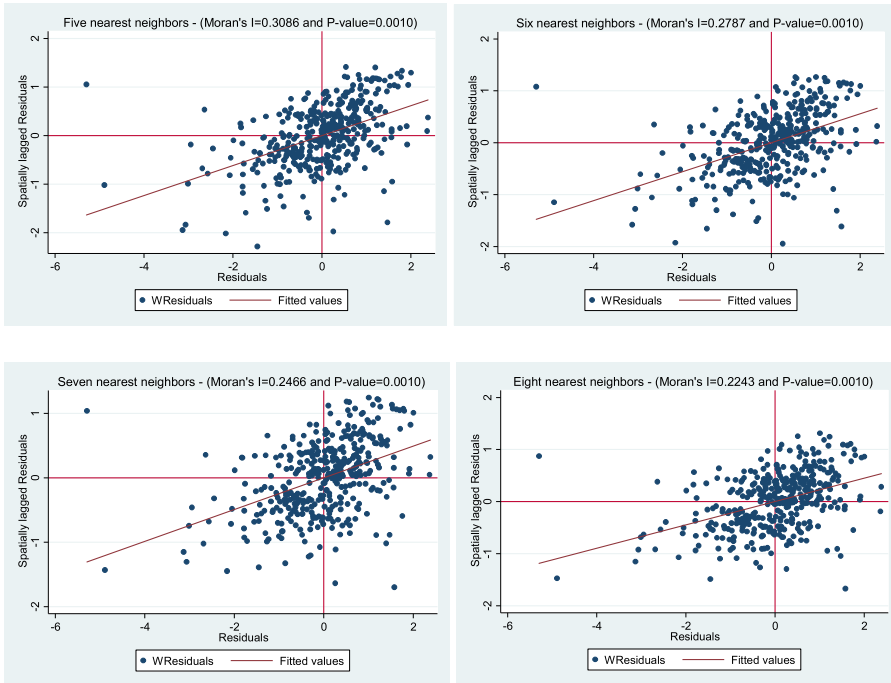 Five nearest neighbors - (Moran's I=0.3086 and P-value=0.0010)
Spatially lagged Residuals
2
1
0
-1
-2
-6
-4
-2
0
2
Residuals
WResiduals
Fitted values
Six nearest neighbors - (Moran's I=0.2787 and P-value=0.0010)
Spatially lagged Residuals
2
1
0
-1
-2
-6
-4
-2
0
2
Residuals
WResiduals
Fitted values
Seven nearest neighbors - (Moran's I=0.2466 and P-value=0.0010)
Spatially lagged Residuals
1
0
-1
-2
-6
-4
-2
0
2
Residuals
WResiduals
Fitted values
Eight nearest neighbors - (Moran's I=0.2243 and P-value=0.0010)
Spatially lagged Residuals
2
1
0
-1
-2
-6
-4
-2
0
2
Residuals
WResiduals
Fitted values